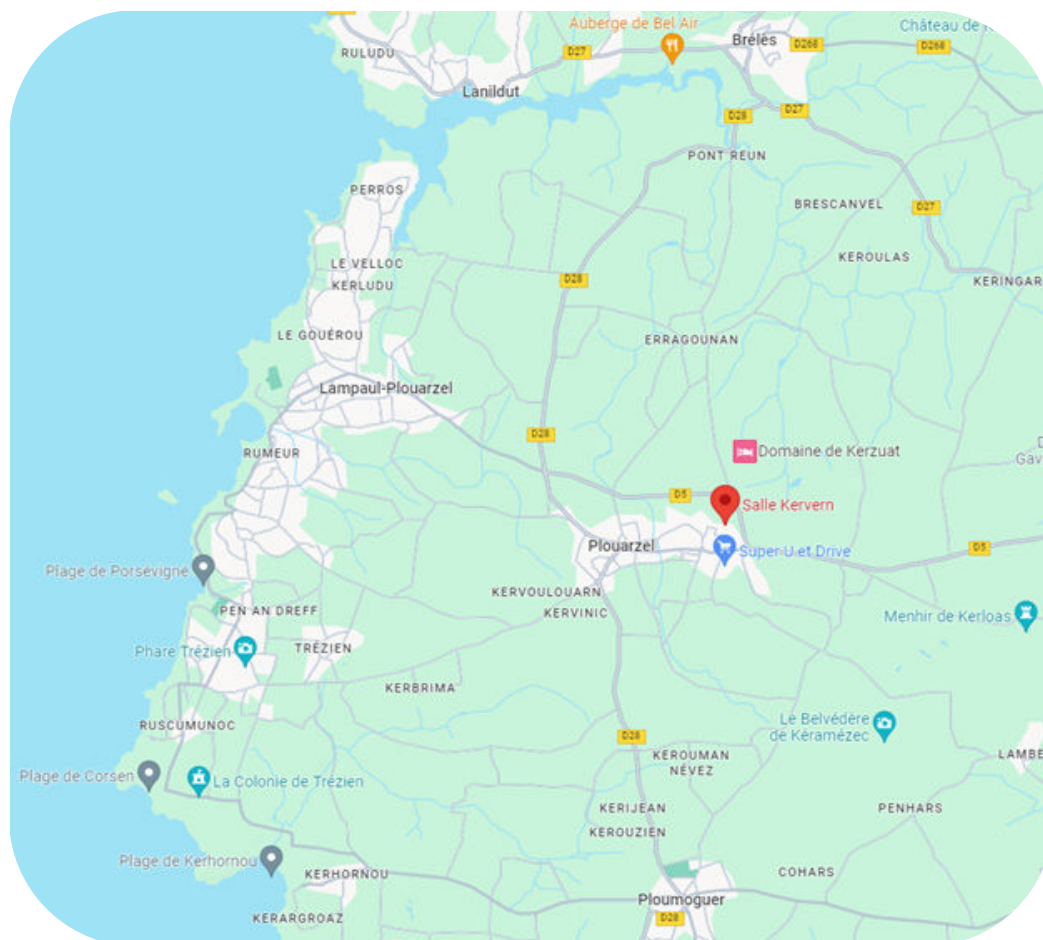 Auberge de Bel Air
Château de
RULUDU
D27
Brélès
D268
D268
Lanildut
D28
D27
PONT REUN
PERROS
BRESCANVEL
D27
LE VELLOC
KERLUDU
KEROULAS
D28
KERINGAR
LE GOUÉROU
ERRAGOUNAN
Lampaul-Plouarzel
D28
RUMEUR
Domaine de Kerzuat
Gav
D5
Salle Kervern
Plouarzel
Super U et Drive
D5
Plage de Porsévigné
KERVOULOUARN
PEN AN DREFF
KERVINIC
Menhir de Kerloas
Phare Trézien
TRÉZIEN
KERBRIMA
RUSCUMUNOC
Le Belvédère
de Kéramézec
D28
KEROUMAN
NÉVEZ
LAMBE
Plage de Corsen
La Colonie de Trézien
KERIJEAN
PENHARS
KEROUZIEN
Plage de Kerhornou
KERHORNOU
COHARS
Ploumoguer
KERARGROAZ
D28